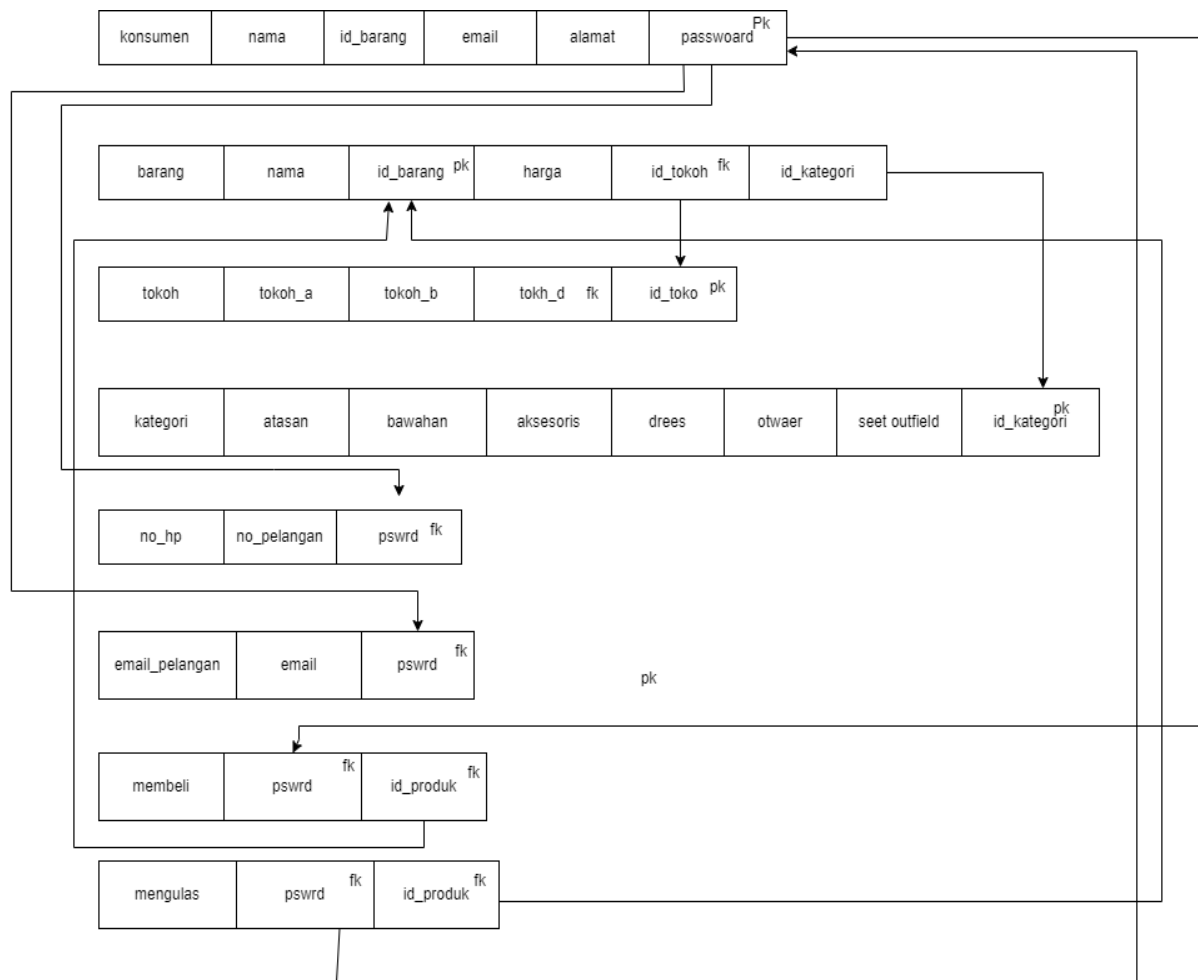 konsumen nama id_barang email alamat passwoard Pk
barang nama id_barang pk harga id_tokoh fk id_kategori
tokoh tokoh_a tokoh_b tokh_d fk id_toko pk
kategori atasan bawahan aksesoris drees otwaer seet outfield id_kategori pk
no_hp no_pelangan pswrd fk
email_pelangan email pswrd fk
pk
membeli pswrd fk id_produk fk
mengulas pswrd fk id_produk fk